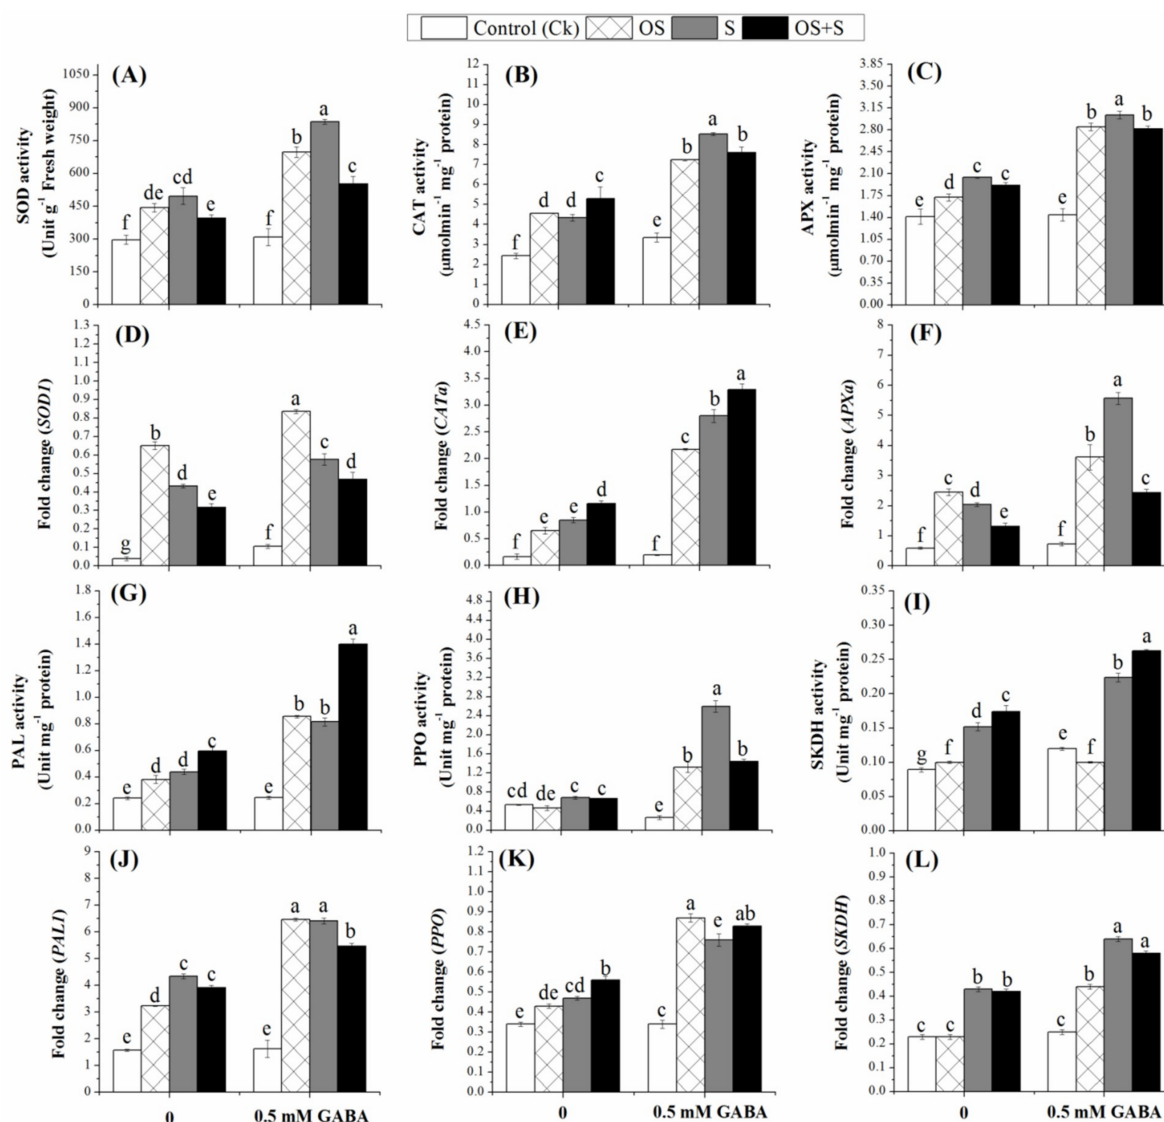 Control (Ck) OS S OS+S
(A)
SOD activity
(Unit g⁻¹ Fresh weight)
1050
900
750
600
450
300
150
0
f de cd e f b a c
(B)
CAT activity
(µmolmin⁻¹ mg⁻¹ protein)
12
11
10
9
8
7
6
5
4
3
2
1
0
f d d c e b a b
(C)
APX activity
(µmolmin⁻¹ mg⁻¹ protein)
3.85
3.50
3.15
2.80
2.45
2.10
1.75
1.40
1.05
0.70
0.35
0.00
e d c c e b a b
(D)
Fold change (SOD1)
1.3
1.2
1.1
1.0
0.9
0.8
0.7
0.6
0.5
0.4
0.3
0.2
0.1
0.0
g b d e f a c d
(E)
Fold change (CATa)
4.5
4.0
3.5
3.0
2.5
2.0
1.5
1.0
0.5
0.0
f e e d f c b a
(F)
Fold change (APXa)
8
7
6
5
4
3
2
1
0
f c d e f b a c
(G)
PAL activity
(Unit mg⁻¹ protein)
1.8
1.6
1.4
1.2
1.0
0.8
0.6
0.4
0.2
0.0
e d d c e b b a
(H)
PPO activity
(Unit mg⁻¹ protein)
4.8
4.4
4.0
3.6
3.2
2.8
2.4
2.0
1.6
1.2
0.8
0.4
0.0
cd de c c e b a b
(I)
SKDH activity
(Unit mg⁻¹ protein)
0.35
0.30
0.25
0.20
0.15
0.10
0.05
0.00
g f d c e f b a
(J)
Fold change (PAL1)
9
8
7
6
5
4
3
2
1
0
e d c c e a a b
0 0.5 mM GABA
(K)
Fold change (PPO)
1.2
1.1
1.0
0.9
0.8
0.7
0.6
0.5
0.4
0.3
0.2
0.1
0.0
e de cd b e a e ab
0 0.5 mM GABA
(L)
Fold change (SKDH)
1.0
0.9
0.8
0.7
0.6
0.5
0.4
0.3
0.2
0.1
0.0
c c b b c b a a
0 0.5 mM GABA